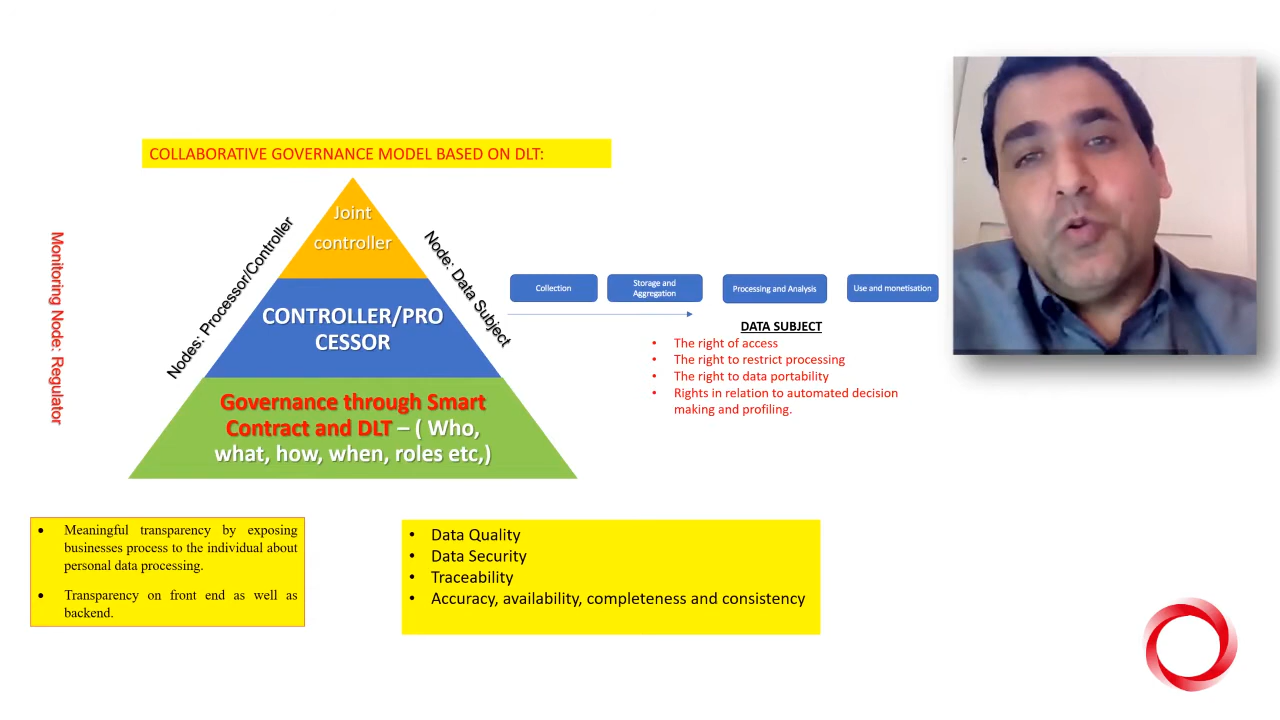 COLLABORATIVE GOVERNANCE MODEL BASED ON DLT:
Monitoring Node: Regulator
Nodes: Processor/Controller
Joint
controller
Node: Data Subject
CONTROLLER/PRO
CESSOR
Governance through Smart
Contract and DLT – ( Who,
what, how, when, roles etc,)
Collection
Storage and
Aggregation
Processing and Analysis
Use and monetisation
DATA SUBJECT
• The right of access
• The right to restrict processing
• The right to data portability
• Rights in relation to automated decision
making and profiling.
• Meaningful transparency by exposing
businesses process to the individual about
personal data processing.
• Transparency on front end as well as
backend.
• Data Quality
• Data Security
• Traceability
• Accuracy, availability, completeness and consistency